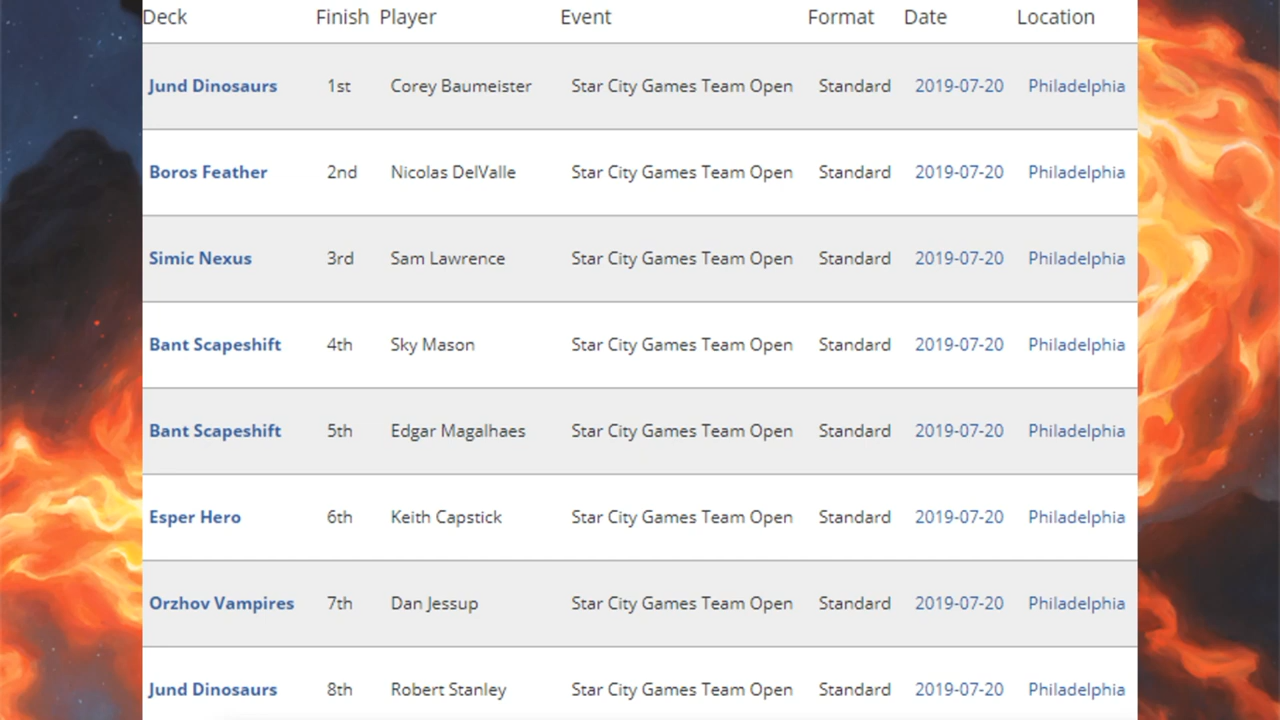 Deck Finish Player Event Format Date Location
Jund Dinosaurs 1st Corey Baumeister Star City Games Team Open Standard 2019-07-20 Philadelphia
Boros Feather 2nd Nicolas DelValle Star City Games Team Open Standard 2019-07-20 Philadelphia
Simic Nexus 3rd Sam Lawrence Star City Games Team Open Standard 2019-07-20 Philadelphia
Bant Scapeshift 4th Sky Mason Star City Games Team Open Standard 2019-07-20 Philadelphia
Bant Scapeshift 5th Edgar Magalhaes Star City Games Team Open Standard 2019-07-20 Philadelphia
Esper Hero 6th Keith Capstick Star City Games Team Open Standard 2019-07-20 Philadelphia
Orzhov Vampires 7th Dan Jessup Star City Games Team Open Standard 2019-07-20 Philadelphia
Jund Dinosaurs 8th Robert Stanley Star City Games Team Open Standard 2019-07-20 Philadelphia